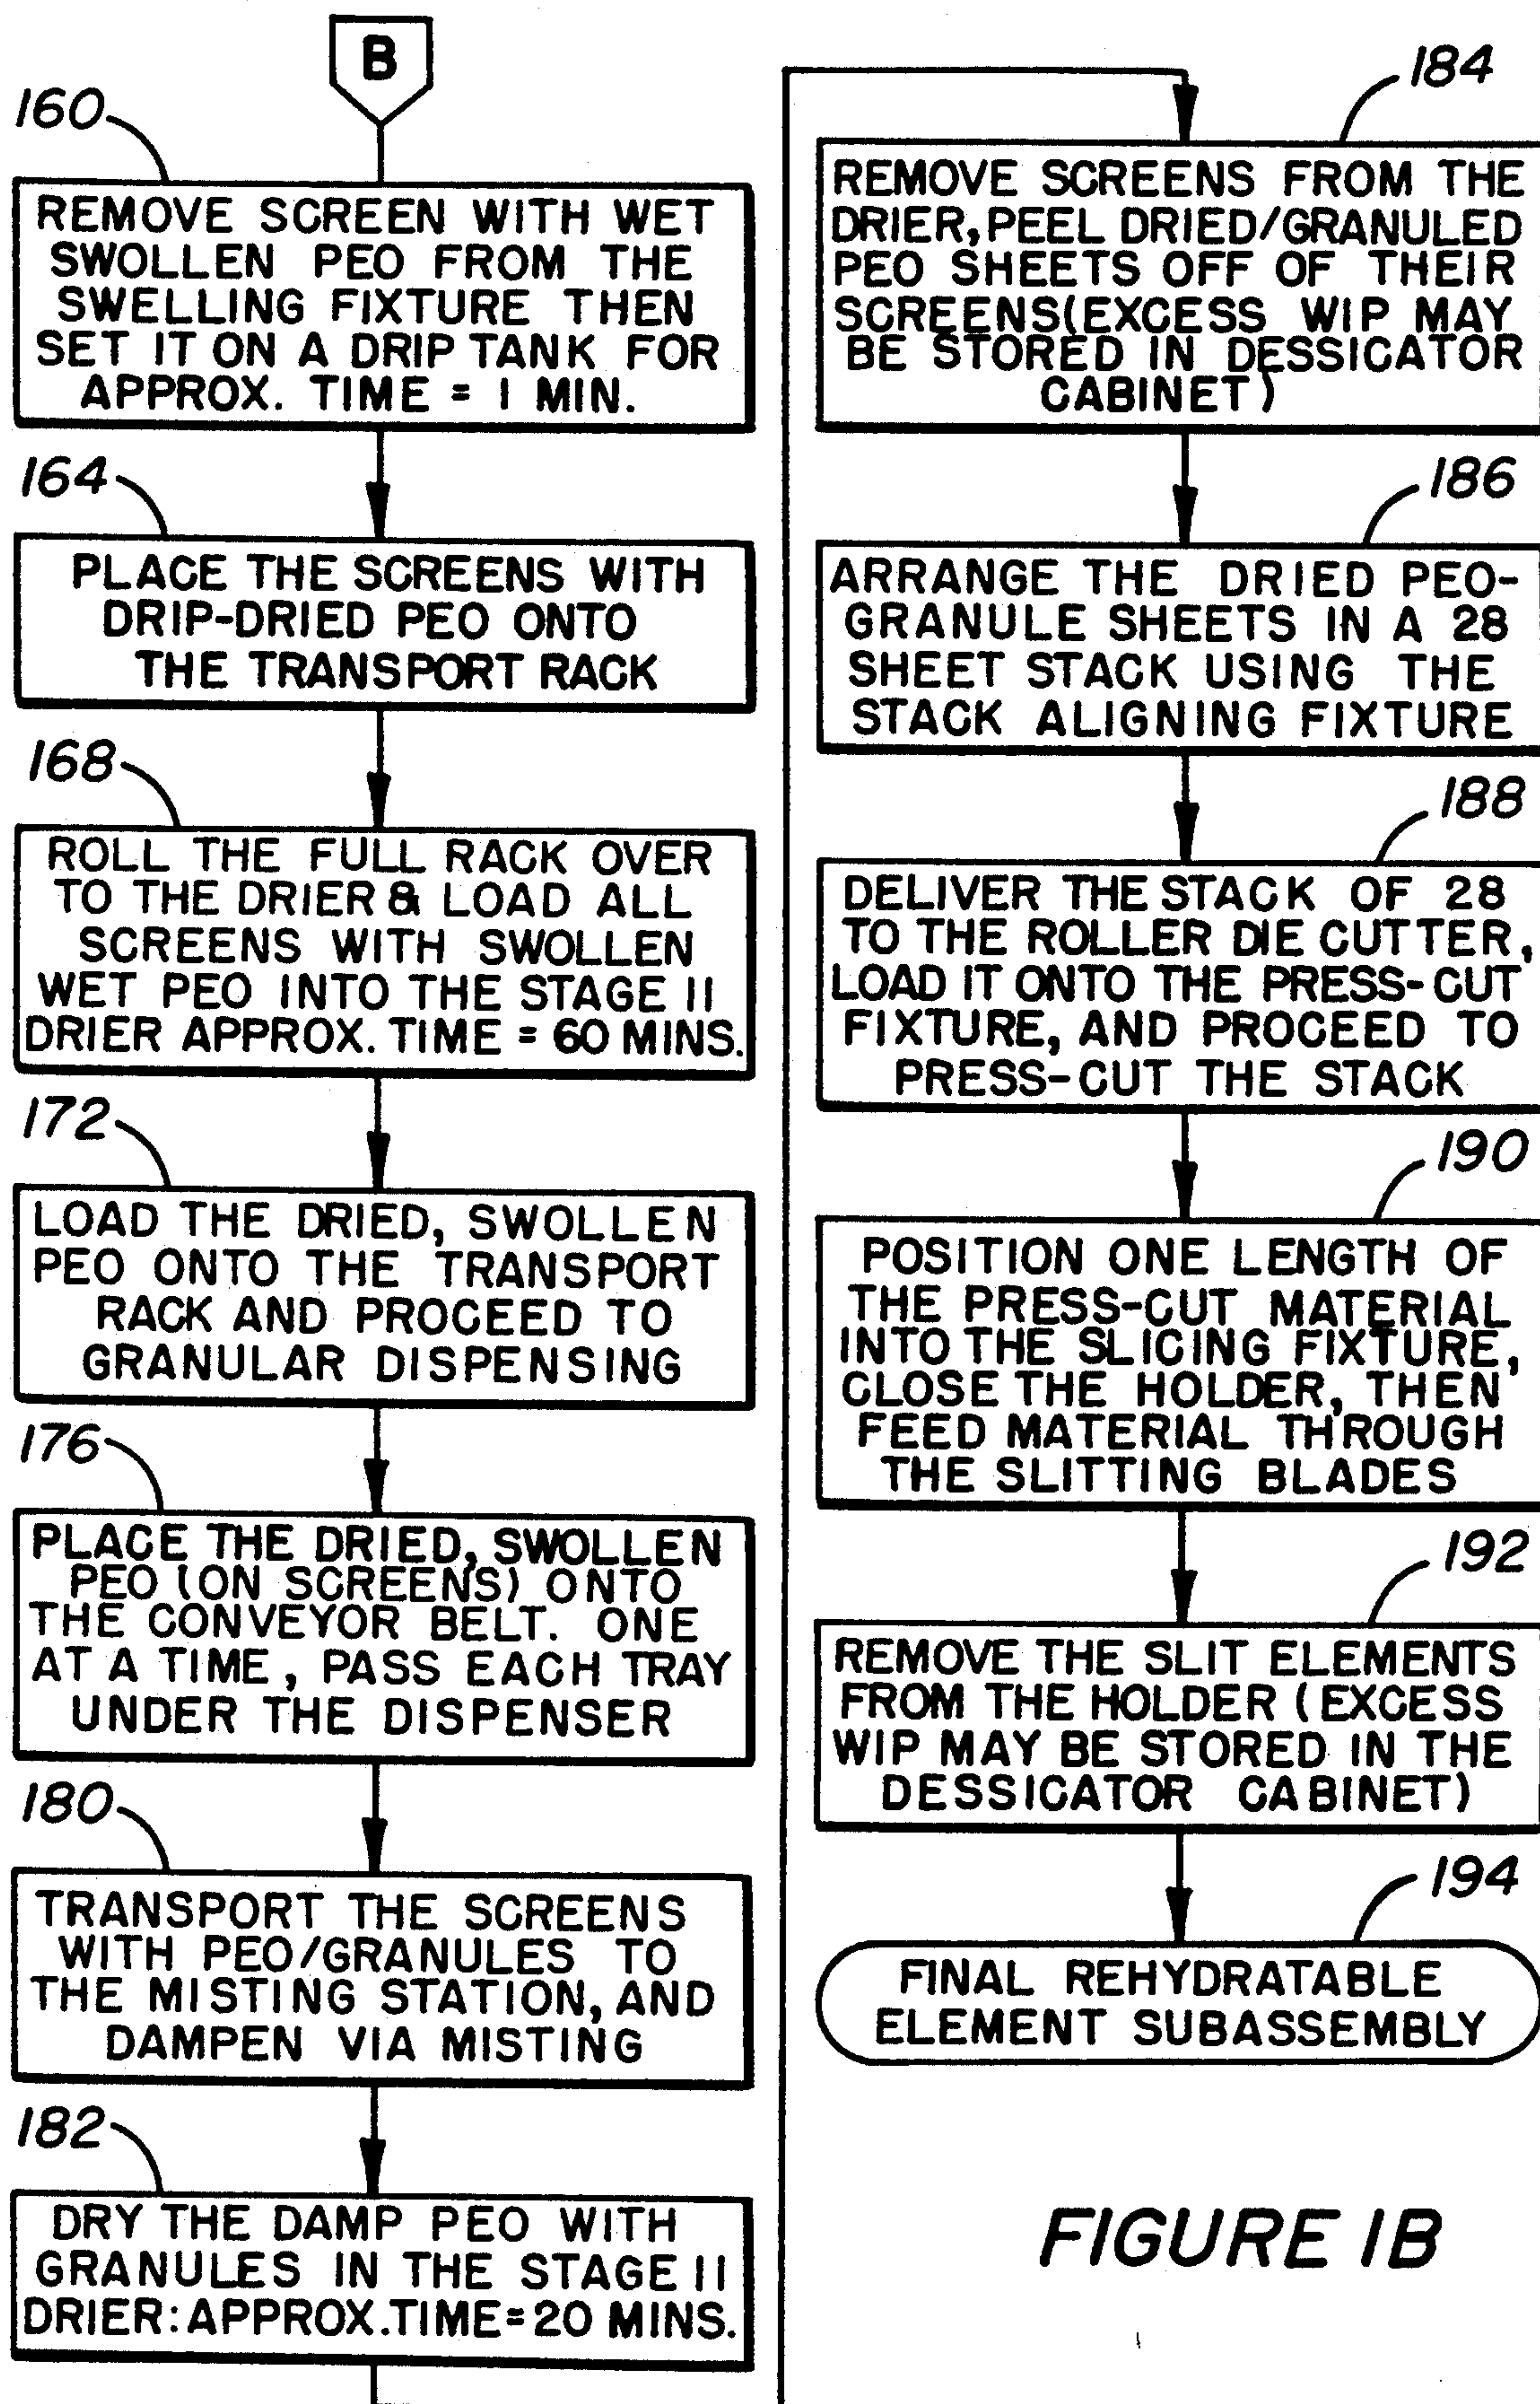 B
160
REMOVE SCREEN WITH WET
SWOLLEN PEO FROM THE
SWELLING FIXTURE THEN
SET IT ON A DRIP TANK FOR
APPROX. TIME = 1 MIN.
164
PLACE THE SCREENS WITH
DRIP-DRIED PEO ONTO
THE TRANSPORT RACK
168
ROLL THE FULL RACK OVER
TO THE DRIER & LOAD ALL
SCREENS WITH SWOLLEN
WET PEO INTO THE STAGE II
DRIER APPROX. TIME = 60 MINS.
172
LOAD THE DRIED, SWOLLEN
PEO ONTO THE TRANSPORT
RACK AND PROCEED TO
GRANULAR DISPENSING
176
PLACE THE DRIED, SWOLLEN
PEO (ON SCREENS) ONTO
THE CONVEYOR BELT. ONE
AT A TIME, PASS EACH TRAY
UNDER THE DISPENSER
180
TRANSPORT THE SCREENS
WITH PEO/GRANULES TO
THE MISTING STATION, AND
DAMPEN VIA MISTING
182
DRY THE DAMP PEO WITH
GRANULES IN THE STAGE II
DRIER: APPROX. TIME = 20 MINS.
184
REMOVE SCREENS FROM THE
DRIER, PEEL DRIED/GRANULED
PEO SHEETS OFF OF THEIR
SCREENS(EXCESS WIP MAY
BE STORED IN DESSICATOR
CABINET)
186
ARRANGE THE DRIED PEO-
GRANULE SHEETS IN A 28
SHEET STACK USING THE
STACK ALIGNING FIXTURE
188
DELIVER THE STACK OF 28
TO THE ROLLER DIE CUTTER,
LOAD IT ONTO THE PRESS-CUT
FIXTURE, AND PROCEED TO
PRESS-CUT THE STACK
190
POSITION ONE LENGTH OF
THE PRESS-CUT MATERIAL
INTO THE SLICING FIXTURE,
CLOSE THE HOLDER, THEN
FEED MATERIAL THROUGH
THE SLITTING BLADES
192
REMOVE THE SLIT ELEMENTS
FROM THE HOLDER (EXCESS
WIP MAY BE STORED IN THE
DESSICATOR CABINET)
194
FINAL REHYDRATABLE
ELEMENT SUBASSEMBLY
FIGURE 1B